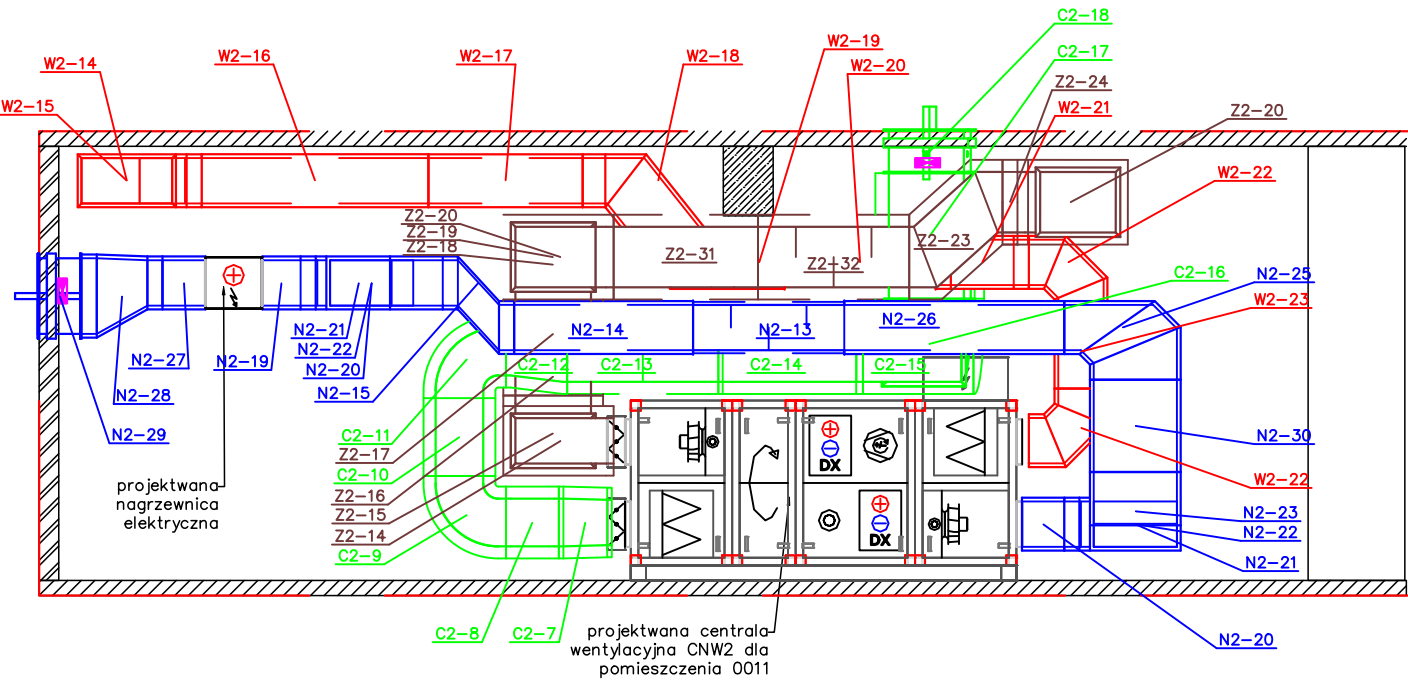 C2-18
W2-19
C2-17
W2-16
W2-17
W2-18
W2-14
W2-20
Z2-24
W2-15
W2-21
Z2-20
W2-22
Z2-20
Z2-19
Z2-18
Z2-23
Z2-31
Z2-32
C2-16
N2-25
W2-23
N2-26
N2-14
N2-13
N2-21
N2-22
N2-27
N2-19
N2-20
N2-15
N2-28
C2-12
C2-13
C2-14
C2-15
N2-29
C2-11
Z2-17
C2-10
Z2-16
Z2-15
Z2-14
C2-9
N2-30
W2-22
N2-23
N2-22
N2-21
DX
DX
projektwana
nagrzewnica
elektryczna
C2-8
C2-7
projektwana centrala
wentylacyjna CNW2 dla
pomieszczenia 0011
N2-20